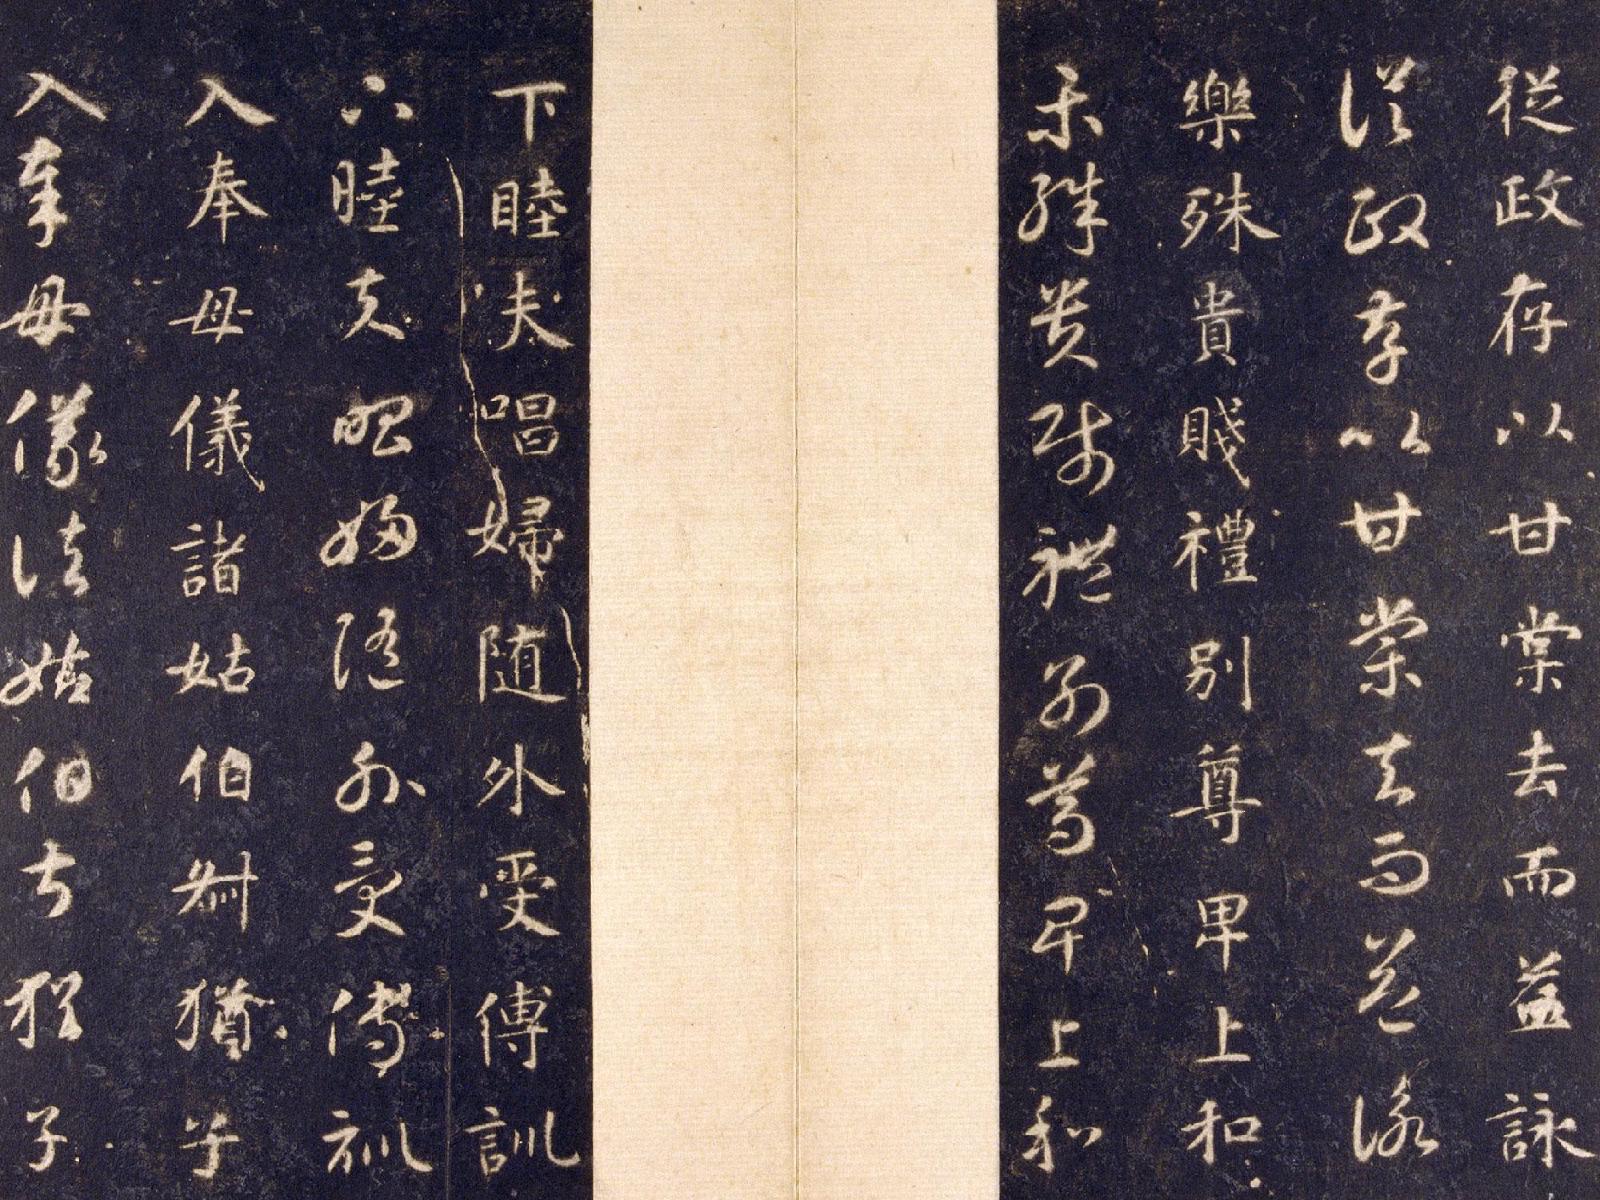 從政存以甘棠去而益詠
從政存以甘棠去而益詠
樂殊貴賤禮別尊卑上和
樂殊貴賤禮別尊卑上和
下睦夫唱婦随外受傅訓
下睦夫唱婦随外受傅訓
入奉母儀諸姑伯叔猶子
入奉母儀諸姑伯叔猶子